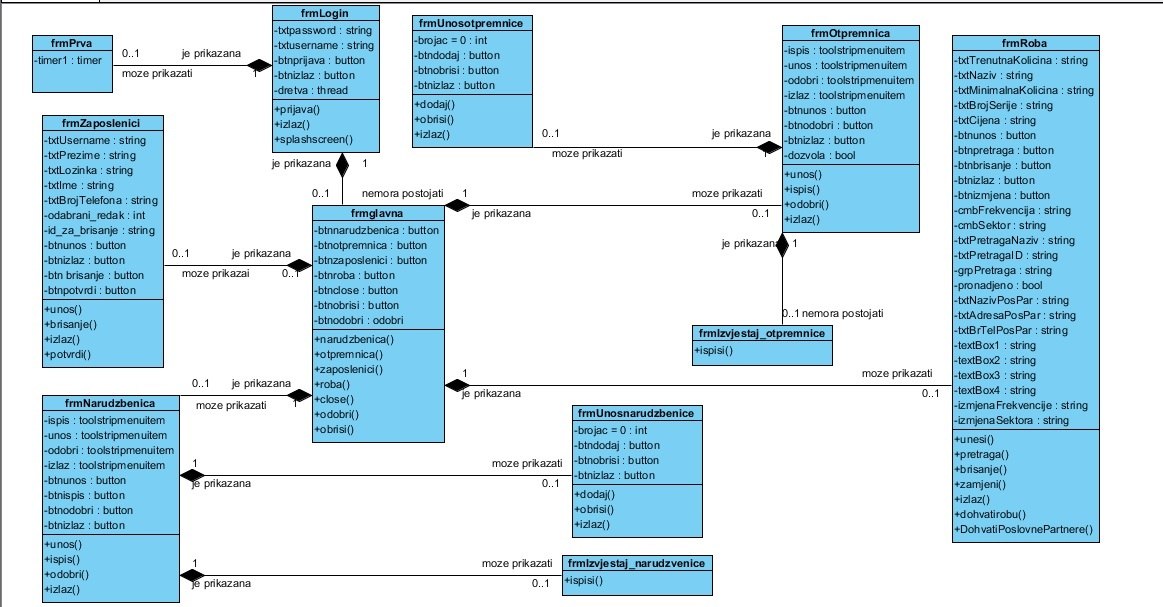 frmPrva
-timer1 : timer
0..1
je prikazana
moze prikazati
1
frmLogin
-txtpassword : string
-txtusername : string
-btnprijava : button
-btnizlaz : button
-dretva : thread
+prijava()
+izlaz()
+splashscreen()
je prikazana
1
0..1
nemora postojati
frmUnosotpremnice
-brojac = 0 : int
-btndodaj : button
-btnobrisi : button
-btnizlaz : button
+dodaj()
+obrisi()
+izlaz()
0..1
je prikazana
moze prikazati
1
frmOtpremnica
-ispis : toolstripmenuitem
-unos : toolstripmenuitem
-odobri : toolstripmenuitem
-izlaz : toolstripmenuitem
-btnunos : button
-btnodobri : button
-btnizlaz : button
-dozvola : bool
+unos()
+ispis()
+odobri()
+izlaz()
1
moze prikazati
je prikazana
0..1
je prikazana
1
0..1 nemora postojati
frmIzvjestaj_otpremnice
+ispisi()
frmRoba
-txtTrenutnaKolicina : string
-txtNaziv : string
-txtMinimalnaKolicina : string
-txtBrojSerije : string
-txtCijena : string
-btnunos : button
-btnpretraga : button
-btnbrisanje : button
-btnizlaz : button
-btnizmjena : button
-cmbFrekvencija : string
-cmbSektor : string
-txtPretragaNaziv : string
-txtPretragaID : string
-grpPretraga : string
-pronadjeno : bool
-txtNazivPosPar : string
-txtAdresaPosPar : string
-txtBrTelPosPar : string
-textBox1 : string
-textBox2 : string
-textBox3 : string
-textBox4 : string
-izmjenaFrekvencije : string
-izmjenaSektora : string
+unesi()
+pretraga()
+brisanje()
+zamjeni()
+izlaz()
+dohvatirobu()
+DohvatiPoslovnePartnere()
frmZaposlenici
-txtUsername : string
-txtPrezime : string
-txtLozinka : string
-txtIme : string
-txtBrojTelefona : string
-odabrani_redak : int
-id_za_brisanje : string
-btnunos : button
-btnizlaz : button
-btn brisanje : button
-btnpotvrdi : button
+unos()
+brisanje()
+izlaz()
+potvrdi()
0..1
je prikazana
moze prikazai
0..1
frmglavna
-btnnarudzbenica : button
-btnotpremnica : button
-btnzaposlenici : button
-btnroba : button
-btnclose : button
-btnobrisi : button
-btnodobri : odobri
+narudzbenica()
+otpremnica()
+zaposlenici()
+roba()
+close()
+odobri()
+obrisi()
1
moze prikazati
je prikazana
0..1
0..1
je prikazana
moze prikazati
1
frmNarudzbenica
-ispis : toolstripmenuitem
-unos : toolstripmenuitem
-odobri : toolstripmenuitem
-izlaz : toolstripmenuitem
-btnunos : button
-btnispis : button
-btnodobri : button
-btnizlaz : button
+unos()
+ispis()
+odobri()
+izlaz()
1
moze prikazati
je prikazana
0..1
frmUnosnarudzbenice
-brojac = 0 : int
-btndodaj : button
-btnobrisi : button
-btnizlaz : button
+dodaj()
+obrisi()
+izlaz()
1
moze prikazati
je prikazana
0..1
frmIzvjestaj_narudzvenice
+ispisi()